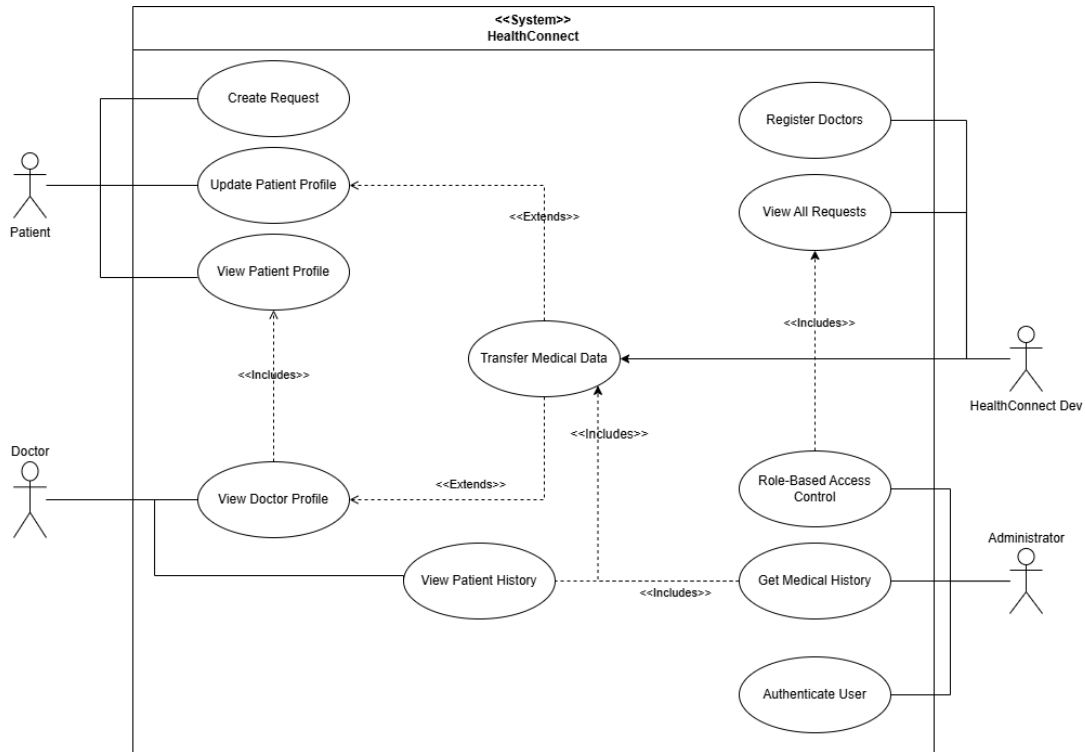 <<System>>
HealthConnect
Create Request
Register Doctors
Update Patient Profile
<<Extends>>
View All Requests
Patient
View Patient Profile
<<Includes>>
Transfer Medical Data
<<Includes>>
HealthConnect Dev
<<Includes>>
Doctor
View Doctor Profile
<<Extends>>
Role-Based Access
Control
Administrator
View Patient History
<<Includes>>
Get Medical History
Authenticate User